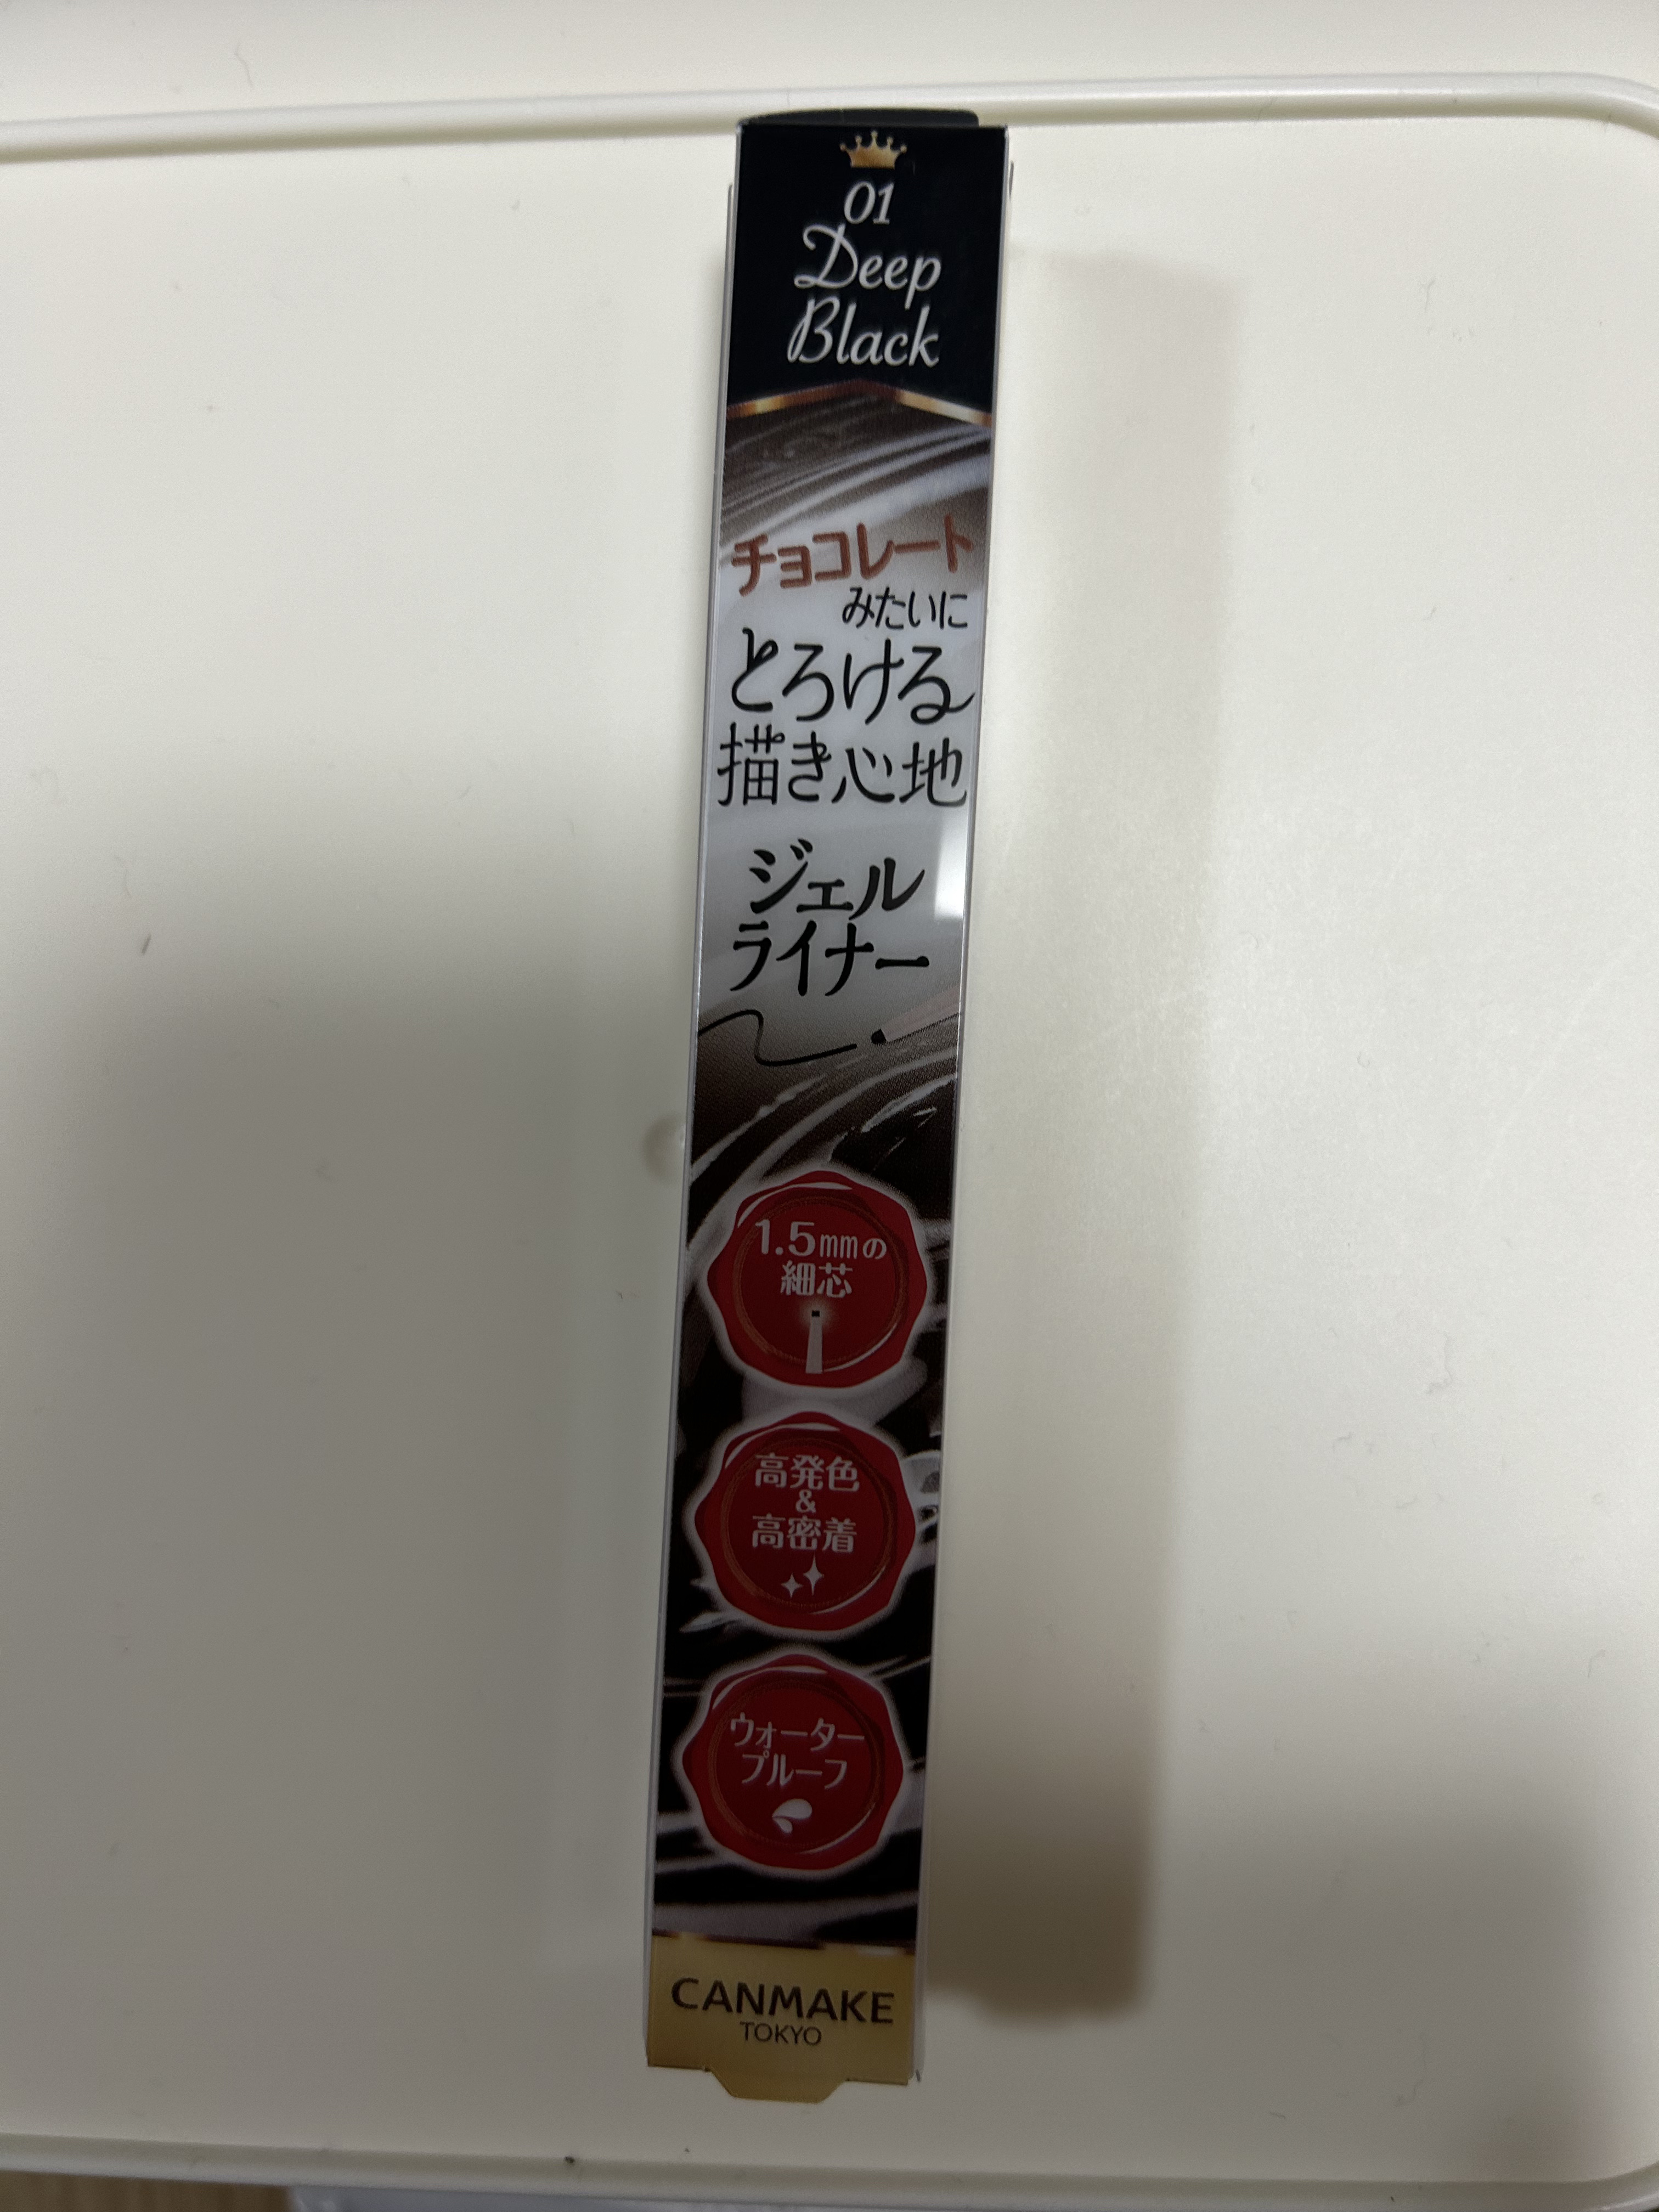 01
Deep
Black
チョコレート
みたいに
とろける
描き心地
ジェル
ライナー
1.5mmの
細芯
高発色
&
高密着
ウォーター
プルーフ
CANMAKE
TOKYO